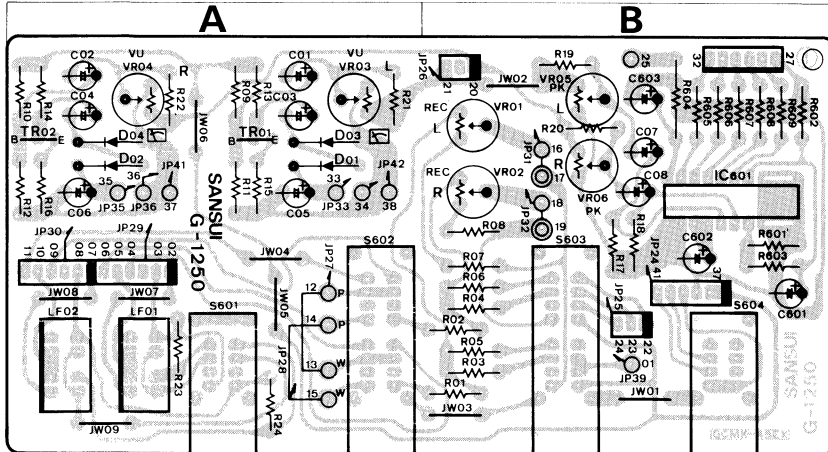 A
B
C02
VU
VR04
R
R10
R14
R22
C04
TR02
B
E
D04
D02
R12
R16
C06
35
36
JP41
JP35
JP36
37
JW06
C01
VU
VR03
L
R09
C03
R21
TR01
B
E
D03
D01
R11
R15
C05
33
JP42
JP33
34
38
SANSUI
G-1250
JP26
21
20
JW02
R19
VR05
PK
L
25
C603
32
27
REC
L
VR01
R20
JP31
16
17
C07
R604
R605
R606
R607
R608
R609
R602
REC
R
VR02
R
VR06
PK
C08
IC601
JP32
18
19
R08
JP30
JP29
11
10
09
08
07
06
05
04
03
02
JW08
JW07
LF02
LF01
S601
R23
JW09
JW04
JW05
S602
JP27
12
P
14
P
JP28
13
W
15
W
R24
R07
R06
R04
R02
R05
R03
R01
JW03
S603
R17
R18
JP24
41
37
C602
R601
R603
C601
JP25
22
24
23
01
JP39
JW01
S604
SANSUI
G-1250